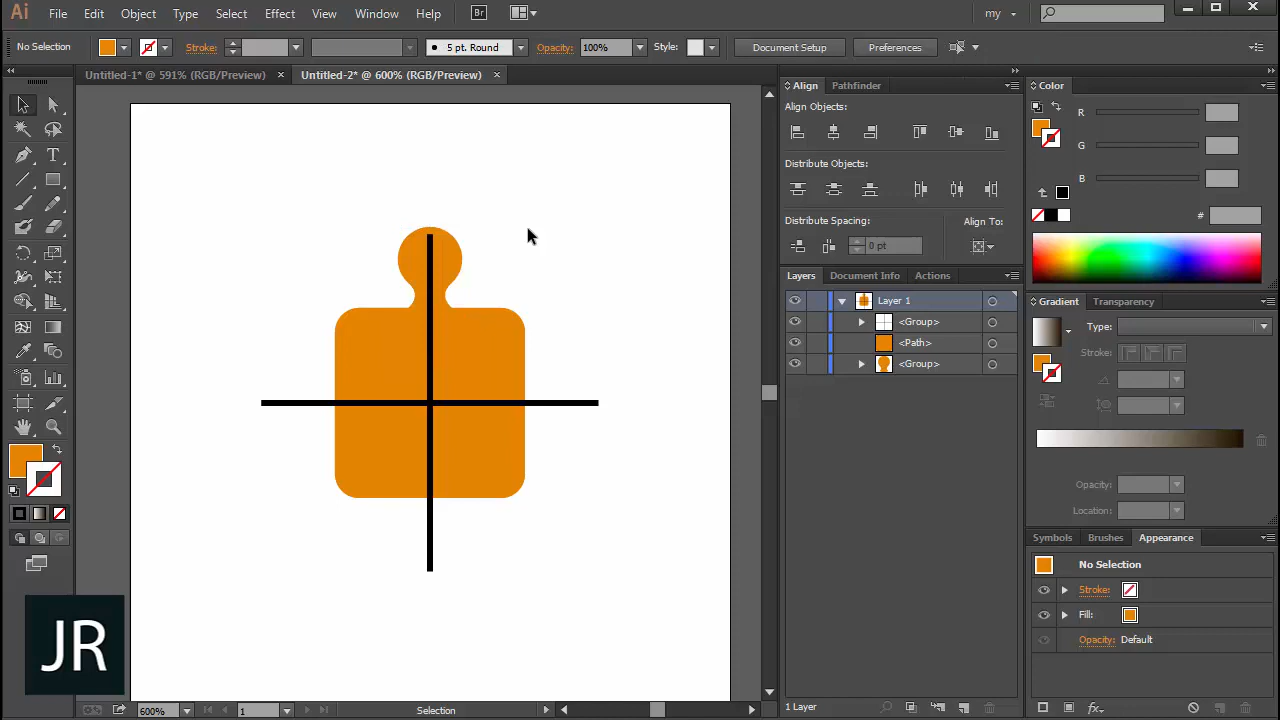 Ai File Edit Object Type Select Effect View Window Help Br my
No Selection Stroke: 5 pt. Round Opacity: 100% Style: Document Setup Preferences
Untitled-1* @ 591% (RGB/Preview) × Untitled-2* @ 600% (RGB/Preview) ×
Align Pathfinder
Align Objects:
Distribute Objects:
Distribute Spacing: Align To:
0 pt
Layers Document Info Actions
Layer 1
<Group>
<Path>
<Group>
1 Layer
Color
R
G
B
#
Gradient Transparency
Type:
Stroke:
Opacity:
Location:
Symbols Brushes Appearance
No Selection
Stroke:
Fill:
Opacity: Default
fx
T
JR
600% 1 Selection